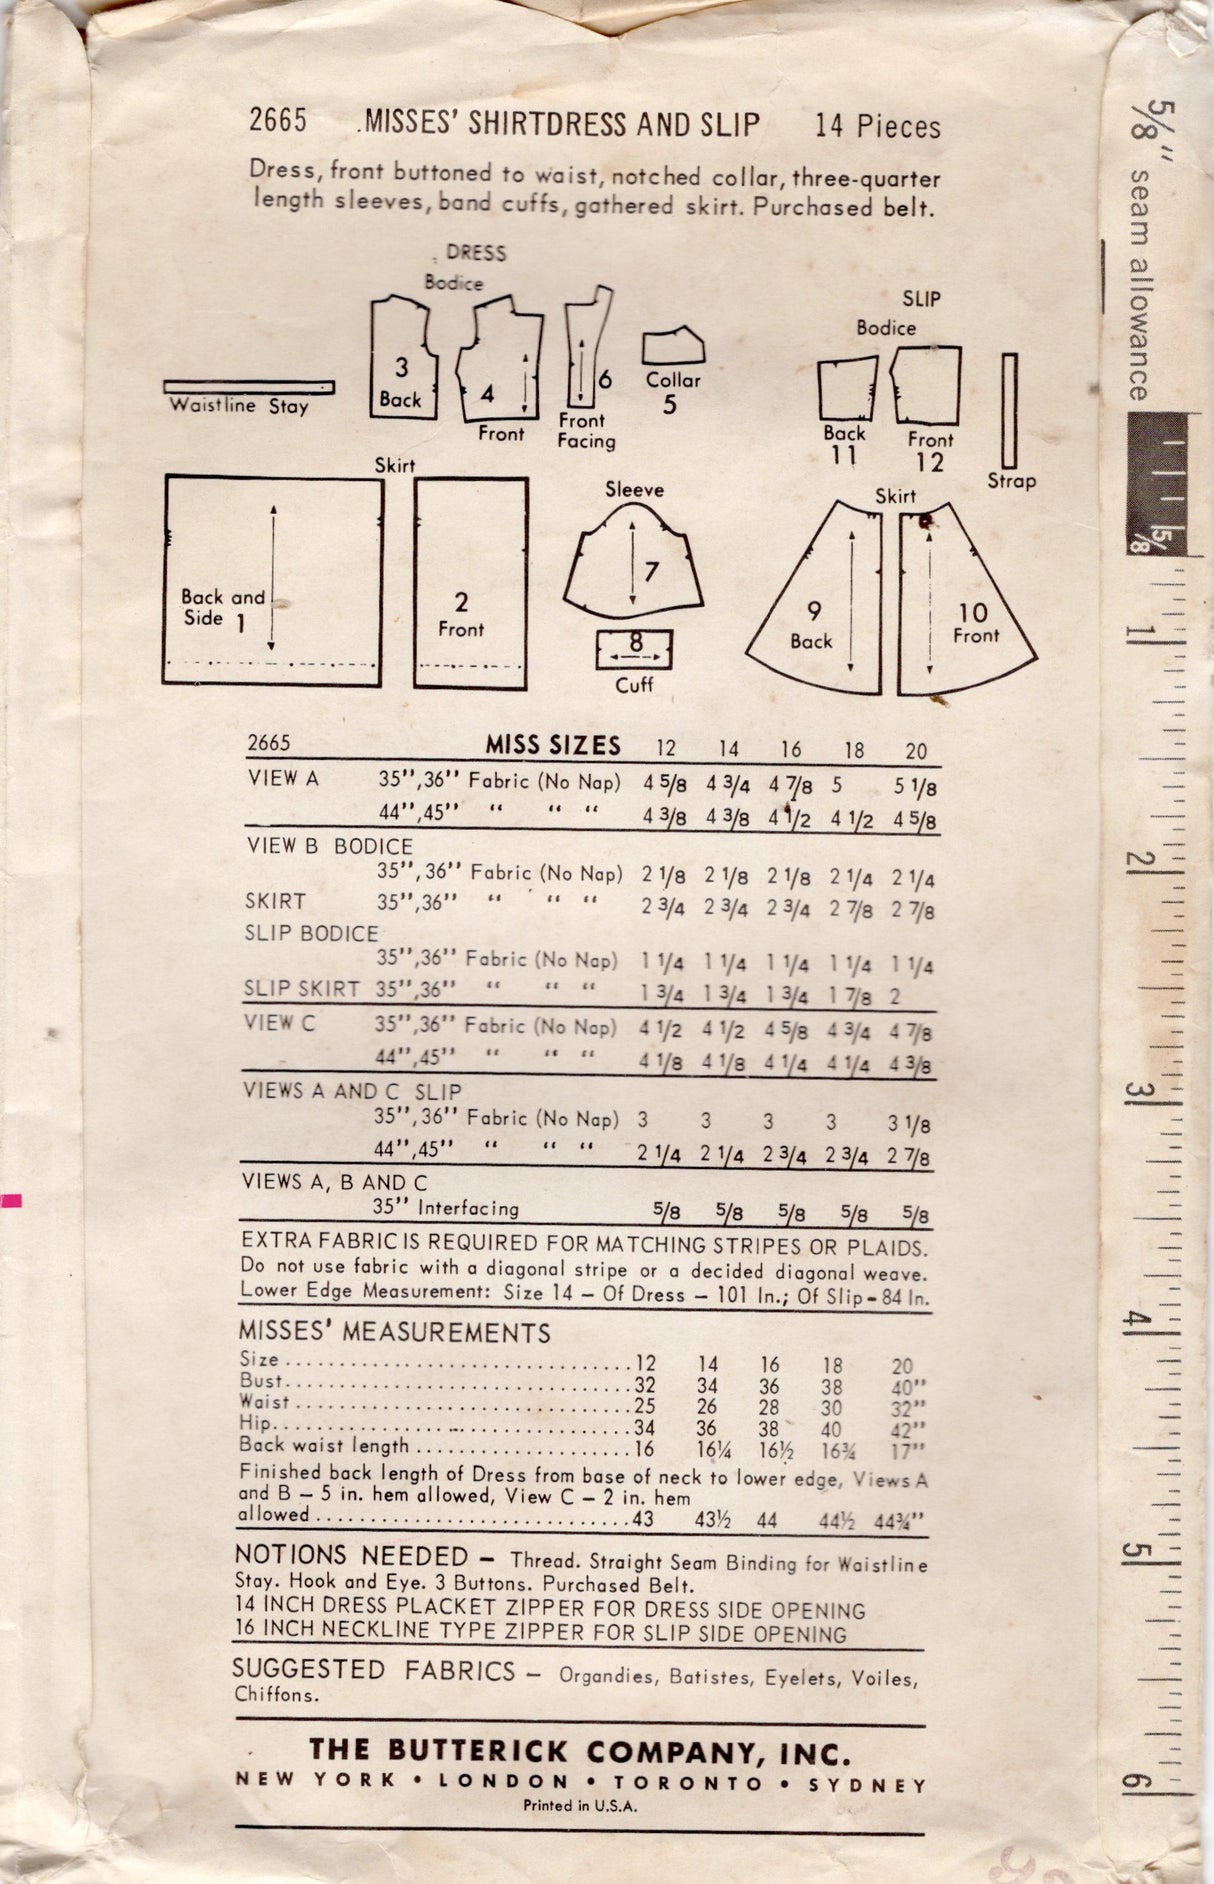 2665 MISSES' SHIRTDRESS AND SLIP 14 Pieces
Dress, front buttoned to waist, notched collar, three-quarter
length sleeves, band cuffs, gathered skirt. Purchased belt.
DRESS
Bodice
3
Back
4
Front
6
Front
Facing
Collar
5
Waistline Stay
SLIP
Bodice
Back
11
Front
12
Strap
Skirt
Back and
Side 1
2
Front
Sleeve
7
8
Cuff
Skirt
9
Back
10
Front
2665 MISS SIZES 12 14 16 18 20
VIEW A 35'',36'' Fabric (No Nap) 4 5/8 4 3/4 4 7/8 5 5 1/8
44'',45'' “ “ “ 4 3/8 4 3/8 4 1/2 4 1/2 4 5/8
VIEW B BODICE
35'',36'' Fabric (No Nap) 2 1/8 2 1/8 2 1/8 2 1/4 2 1/4
SKIRT 35'',36'' “ “ “ 2 3/4 2 3/4 2 3/4 2 7/8 2 7/8
SLIP BODICE
35'',36'' Fabric (No Nap) 1 1/4 1 1/4 1 1/4 1 1/4 1 1/4
SLIP SKIRT 35'',36'' “ “ “ 1 3/4 1 3/4 1 3/4 1 7/8 2
VIEW C 35'',36'' Fabric (No Nap) 4 1/2 4 1/2 4 5/8 4 3/4 4 7/8
44'',45'' “ “ “ 4 1/8 4 1/8 4 1/4 4 1/4 4 3/8
VIEWS A AND C SLIP
35'',36'' Fabric (No Nap) 3 3 3 3 3 1/8
44'',45'' “ “ “ 2 1/4 2 1/4 2 3/4 2 3/4 2 7/8
VIEWS A, B AND C
35'' Interfacing 5/8 5/8 5/8 5/8 5/8
EXTRA FABRIC IS REQUIRED FOR MATCHING STRIPES OR PLAIDS.
Do not use fabric with a diagonal stripe or a decided diagonal weave.
Lower Edge Measurement: Size 14 – Of Dress – 101 In.; Of Slip - 84 In.
MISSES' MEASUREMENTS
Size ................................ 12 14 16 18 20
Bust................................ 32 34 36 38 40''
Waist ............................... 25 26 28 30 32''
Hip................................. 34 36 38 40 42''
Back waist length .................... 16 16¼ 16½ 16¾ 17''
Finished back length of Dress from base of neck to lower edge, Views A
and B – 5 in. hem allowed, View C – 2 in. hem
allowed ............................. 43 43½ 44 44½ 44¾''
NOTIONS NEEDED – Thread. Straight Seam Binding for Waistline
Stay. Hook and Eye. 3 Buttons. Purchased Belt.
14 INCH DRESS PLACKET ZIPPER FOR DRESS SIDE OPENING
16 INCH NECKLINE TYPE ZIPPER FOR SLIP SIDE OPENING
SUGGESTED FABRICS – Organdies, Batistes, Eyelets, Voiles,
Chiffons.
THE BUTTERICK COMPANY, INC.
NEW YORK • LONDON • TORONTO • SYDNEY
Printed in U.S.A.
5/8'' seam allowance
5/8
5/8
1
2
3
4
5
6